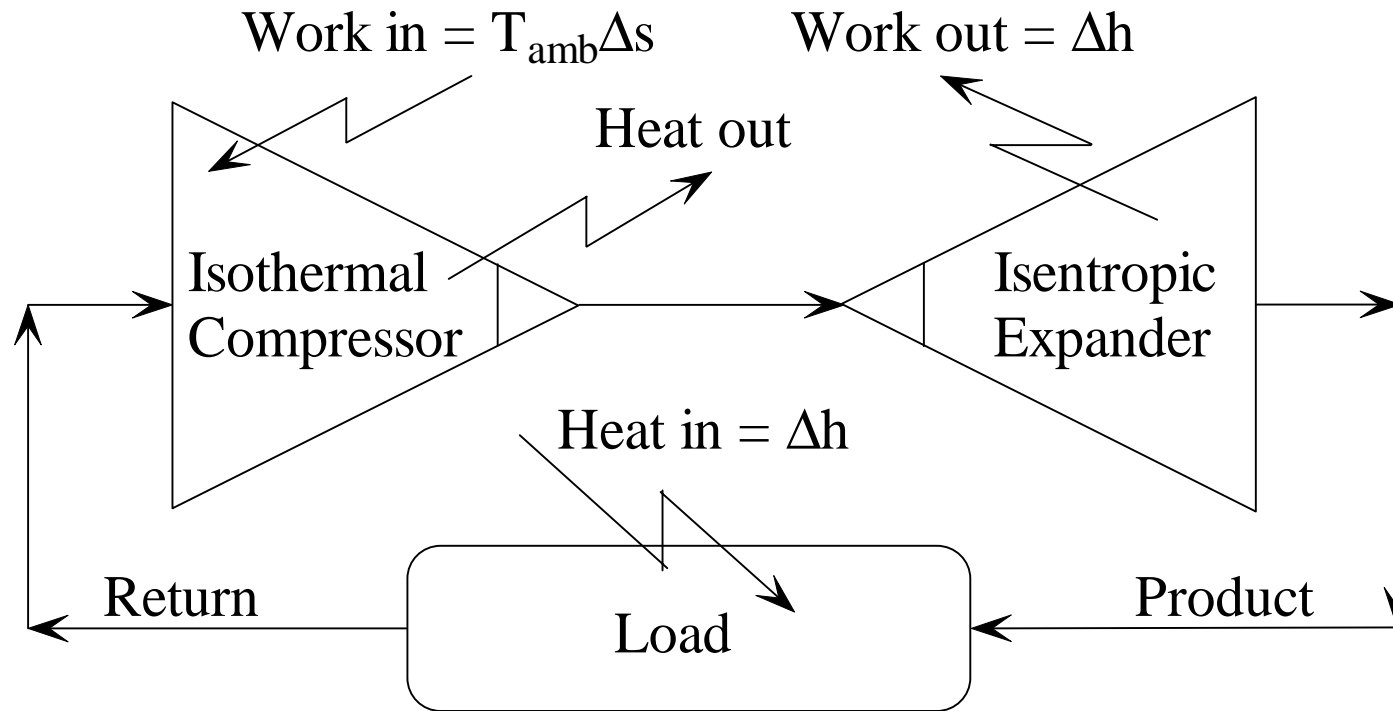 Work in = T_amb Δs
Work out = Δh
Heat out
Isothermal
Compressor
Isentropic
Expander
Heat in = Δh
Return
Product
Load